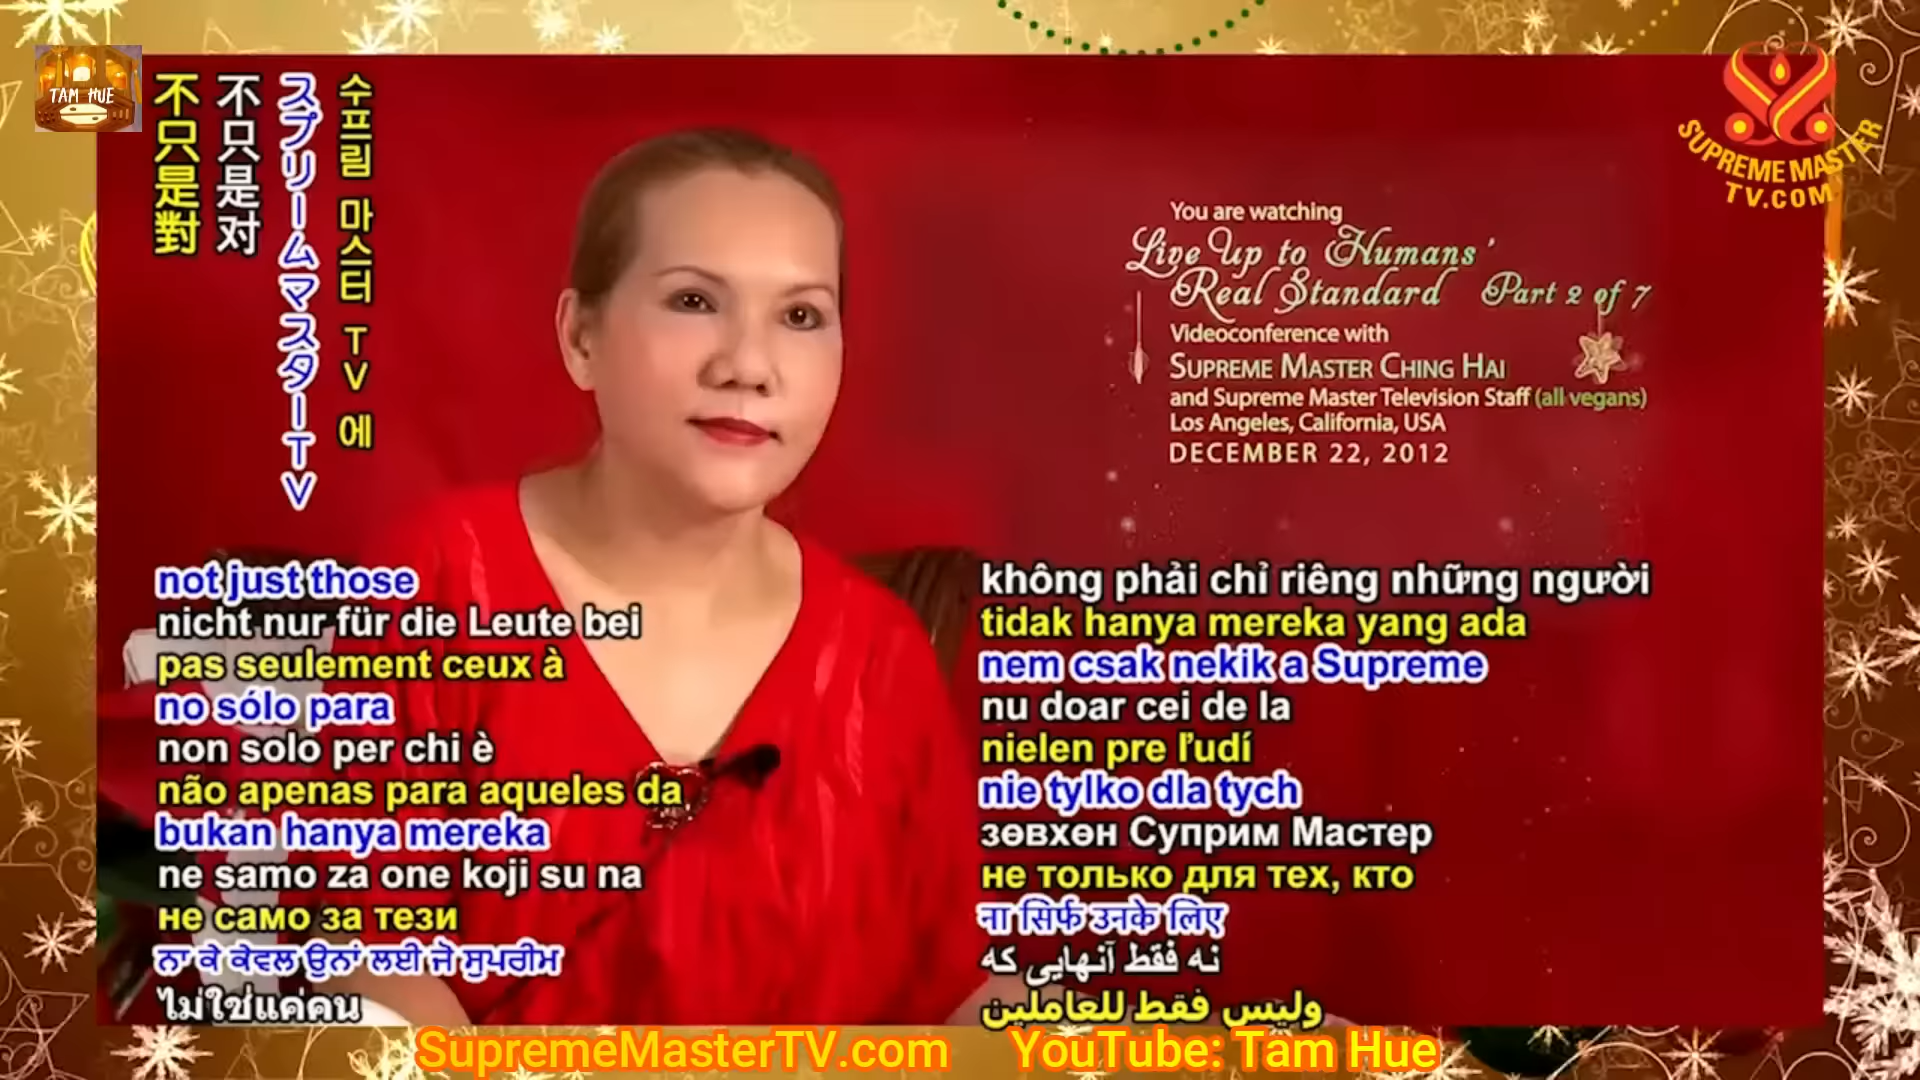 TAM HUE
不只是對
不只是对
スプリームマスターTV
수프림 마스터 TV 에
SUPREME MASTER
TV.COM
You are watching
Live Up to Humans'
Real Standard Part 2 of 7
Videoconference with
SUPREME MASTER CHING HAI
and Supreme Master Television Staff (all vegans)
Los Angeles, California, USA
DECEMBER 22, 2012
not just those
nicht nur für die Leute bei
pas seulement ceux à
no sólo para
non solo per chi è
não apenas para aqueles da
bukan hanya mereka
ne samo za one koji su na
не само за тези
ਨਾ ਕੇ ਕੇਵਲ ਉਨਾਂ ਲਈ ਜੋ ਸੁਪਰੀਮ
ไม่ใช่แค่คน
không phải chỉ riêng những người
tidak hanya mereka yang ada
nem csak nekik a Supreme
nu doar cei de la
nielen pre ľudí
nie tylko dla tych
зөвхөн Суприм Мастер
не только для тех, кто
ना सिर्फ उनके लिए
نه فقط آنهایی که
وليس فقط للعاملين
SupremeMasterTV.com YouTube: Tâm Huê